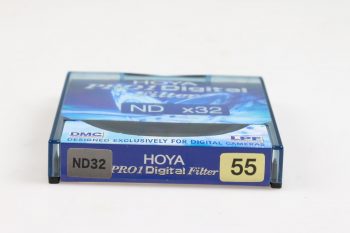 HOYA
PRO1 Digital
Filter
ND x32
DMC LPF
DESIGNED EXCLUSIVELY FOR DIGITAL CAMERAS
ND32 HOYA PRO1 Digital Filter 55